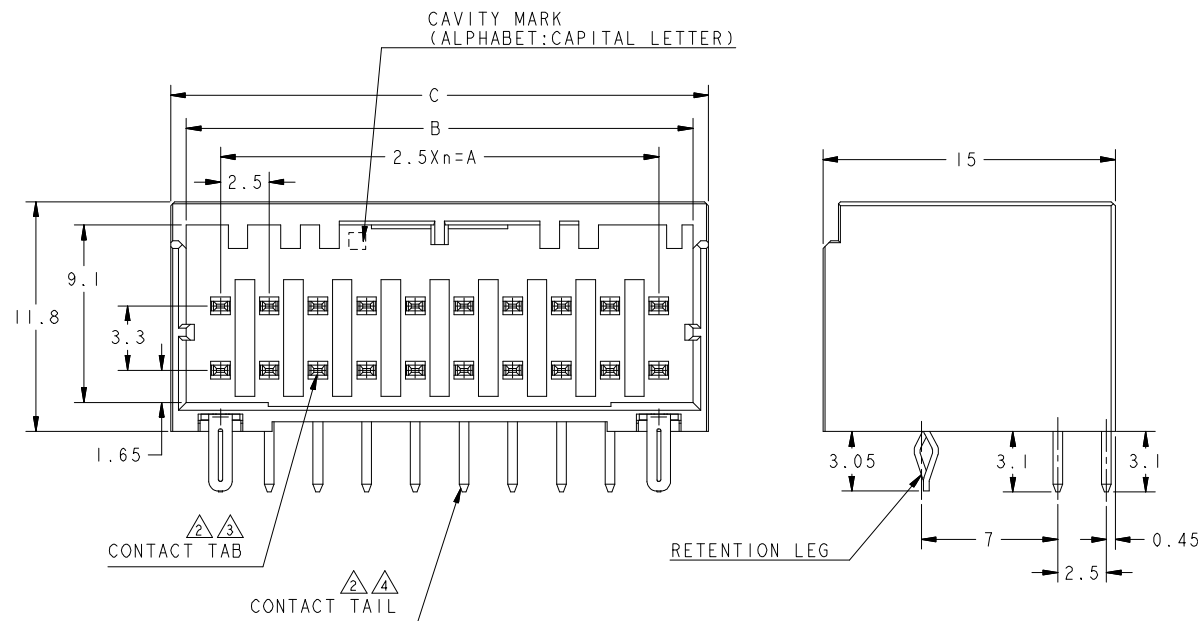 CAVITY MARK
(ALPHABET:CAPITAL LETTER)
C
B
2.5Xn=A
2.5
15
9.1
11.8
3.3
1.65
3.05
3.1
3.1
2 3
CONTACT TAB
RETENTION LEG
7
0.45
2.5
2 4
CONTACT TAIL